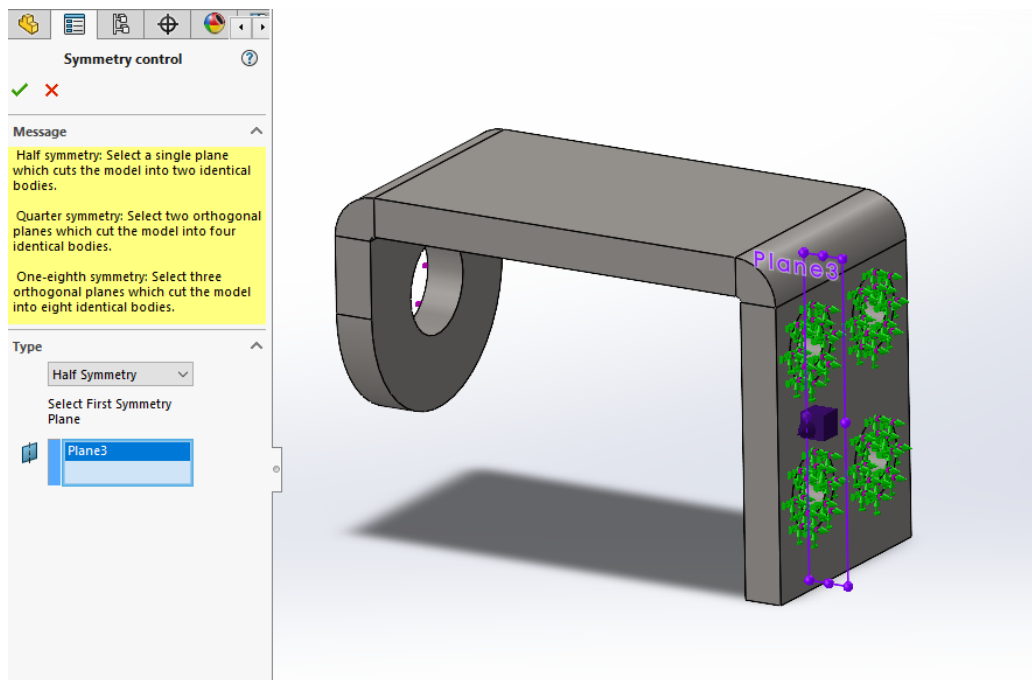 Symmetry control
Message
Half symmetry: Select a single plane
which cuts the model into two identical
bodies.
Quarter symmetry: Select two orthogonal
planes which cut the model into four
identical bodies.
One-eighth symmetry: Select three
orthogonal planes which cut the model
into eight identical bodies.
Type
Half Symmetry
Select First Symmetry
Plane
Plane3
Plane3